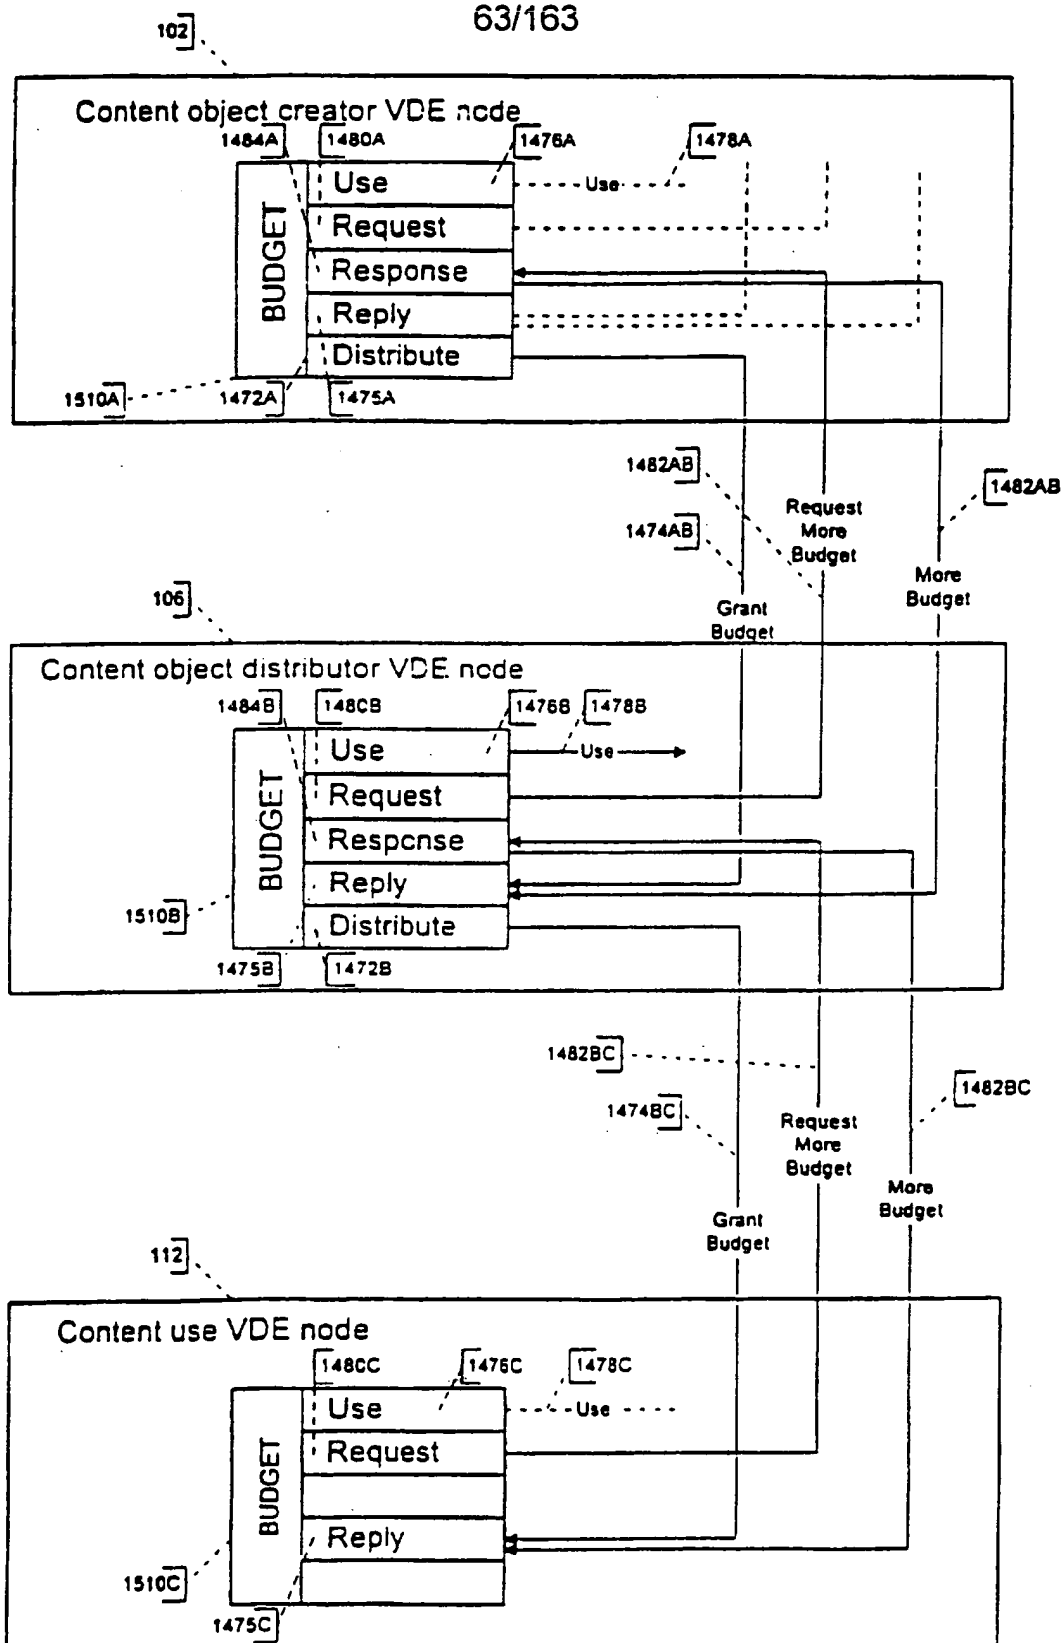 63/163
102
Content object creator VDE node
1484A
1480A
1476A
1478A
BUDGET
Use
Use
Request
Response
Reply
Distribute
1510A
1472A
1475A
1482AB
1482AB
Request
More
Budget
1474AB
More
Budget
Grant
Budget
106
Content object distributor VDE node
1484B
1480B
1476B
1478B
BUDGET
Use
Use
Request
Response
Reply
Distribute
1510B
1475B
1472B
1482BC
1482BC
1474BC
Request
More
Budget
More
Budget
Grant
Budget
112
Content use VDE node
1480C
1476C
1478C
BUDGET
Use
Use
Request
Reply
1510C
1475C